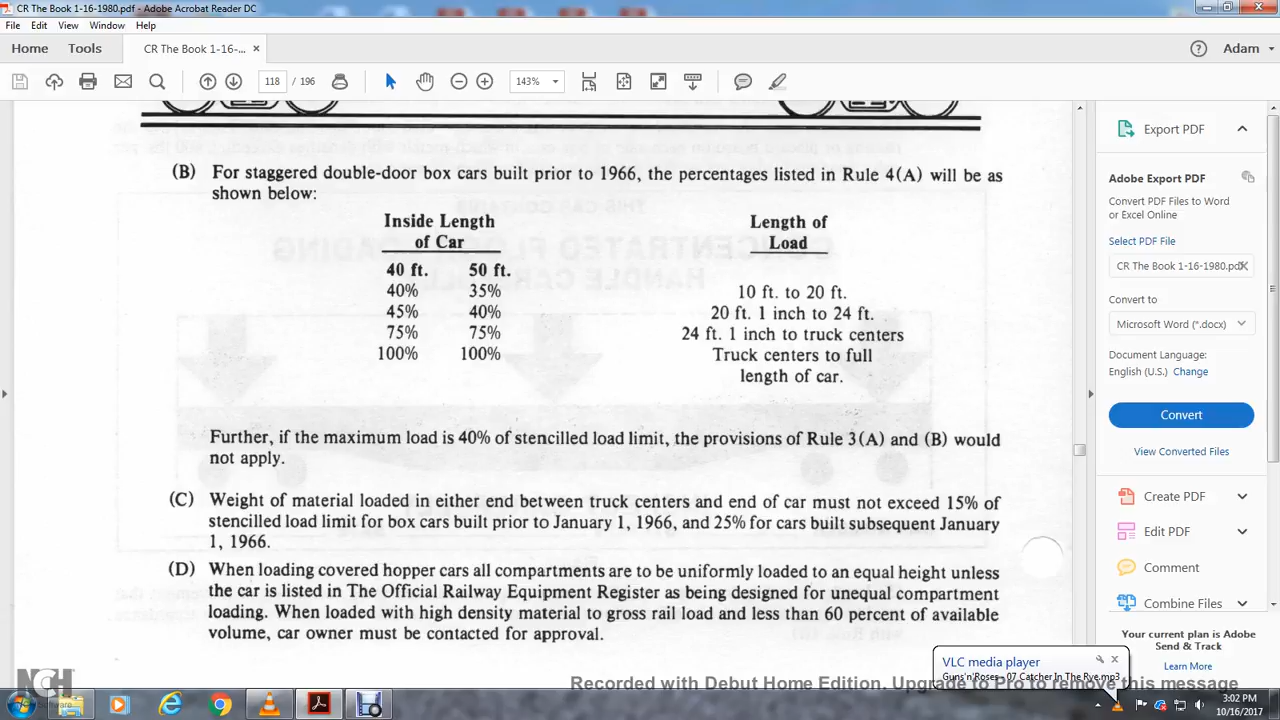 CR The Book 1-16-1980.pdf - Adobe Acrobat Reader DC
File Edit View Window Help
Home Tools CR The Book 1-16-... × Adam
118 / 196 143%
(B) For staggered double-door box cars built prior to 1966, the percentages listed in Rule 4(A) will be as
shown below:
Inside Length Length of
of Car Load
40 ft. 50 ft.
40% 35% 10 ft. to 20 ft.
45% 40% 20 ft. 1 inch to 24 ft.
75% 75% 24 ft. 1 inch to truck centers
100% 100% Truck centers to full
length of car.
Further, if the maximum load is 40% of stencilled load limit, the provisions of Rule 3(A) and (B) would
not apply.
(C) Weight of material loaded in either end between truck centers and end of car must not exceed 15% of
stencilled load limit for box cars built prior to January 1, 1966, and 25% for cars built subsequent January
1, 1966.
(D) When loading covered hopper cars all compartments are to be uniformly loaded to an equal height unless
the car is listed in The Official Railway Equipment Register as being designed for unequal compartment
loading. When loaded with high density material to gross rail load and less than 60 percent of available
volume, car owner must be contacted for approval.
Export PDF
Adobe Export PDF
Convert PDF Files to Word
or Excel Online
Select PDF File
CR The Book 1-16-1980.pdf
Convert to
Microsoft Word (*.docx)
Document Language:
English (U.S.) Change
Convert
View Converted Files
Create PDF
Edit PDF
Comment
Combine Files
Your current plan is Adobe
Send & Track
Learn More
VLC media player
Guns n' Roses - 07 Catcher In The Rye.mp3
NCH Software
Recorded with Debut Home Edition. Upgrade to Pro to remove this message
3:02 PM
10/16/2017